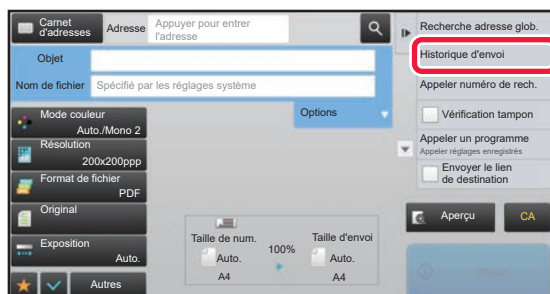 Carnet
d'adresses
Adresse
Appuyer pour entrer
l'adresse
Objet
Nom de fichier
Spécifié par les réglages système
Options
Mode couleur
Auto./Mono 2
Résolution
200x200ppp
Format de fichier
PDF
Original
Exposition
Auto.
Autres
Taille de num.
Auto.
A4
100%
Taille d'envoi
Auto.
A4
Recherche adresse glob.
Historique d'envoi
Appeler numéro de rech.
Vérification tampon
Appeler un programme
Appeler réglages enregistrés
Envoyer le lien
de destination
Aperçu
CA
Départ